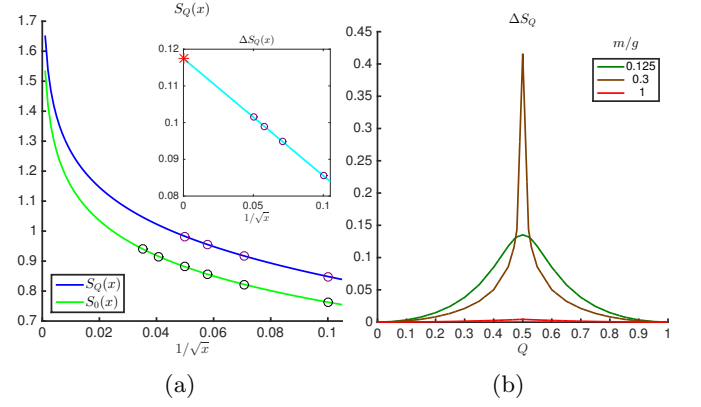 S_Q(x)
1.7
1.6
1.5
1.4
1.3
1.2
1.1
1
0.9
0.8
0.7
0 0.02 0.04 0.06 0.08 0.1
1/√x
S_Q(x)
S_0(x)
ΔS_Q(x)
0.12
0.11
0.1
0.09
0.08
0 0.05 0.1
1/√x
(a)
ΔS_Q
0.45
0.4
0.35
0.3
0.25
0.2
0.15
0.1
0.05
0
0 0.1 0.2 0.3 0.4 0.5 0.6 0.7 0.8 0.9 1
Q
m/g
0.125
0.3
1
(b)